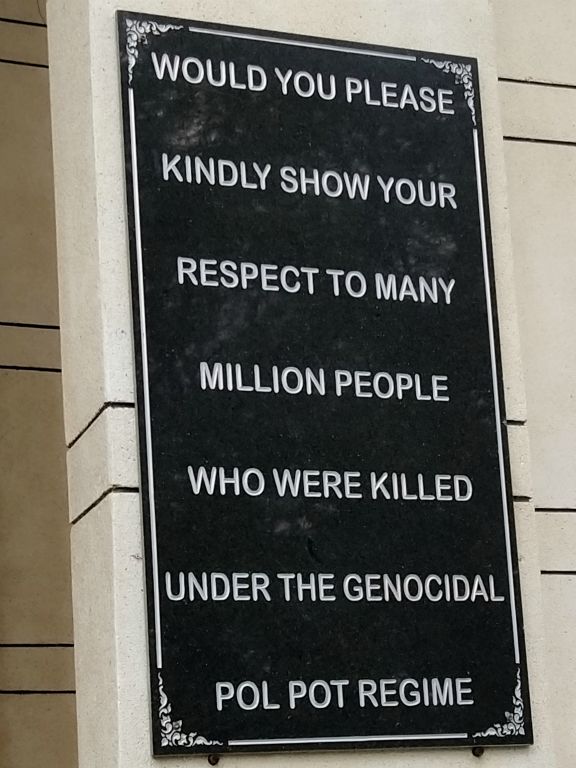 WOULD YOU PLEASE
KINDLY SHOW YOUR
RESPECT TO MANY
MILLION PEOPLE
WHO WERE KILLED
UNDER THE GENOCIDAL
POL POT REGIME